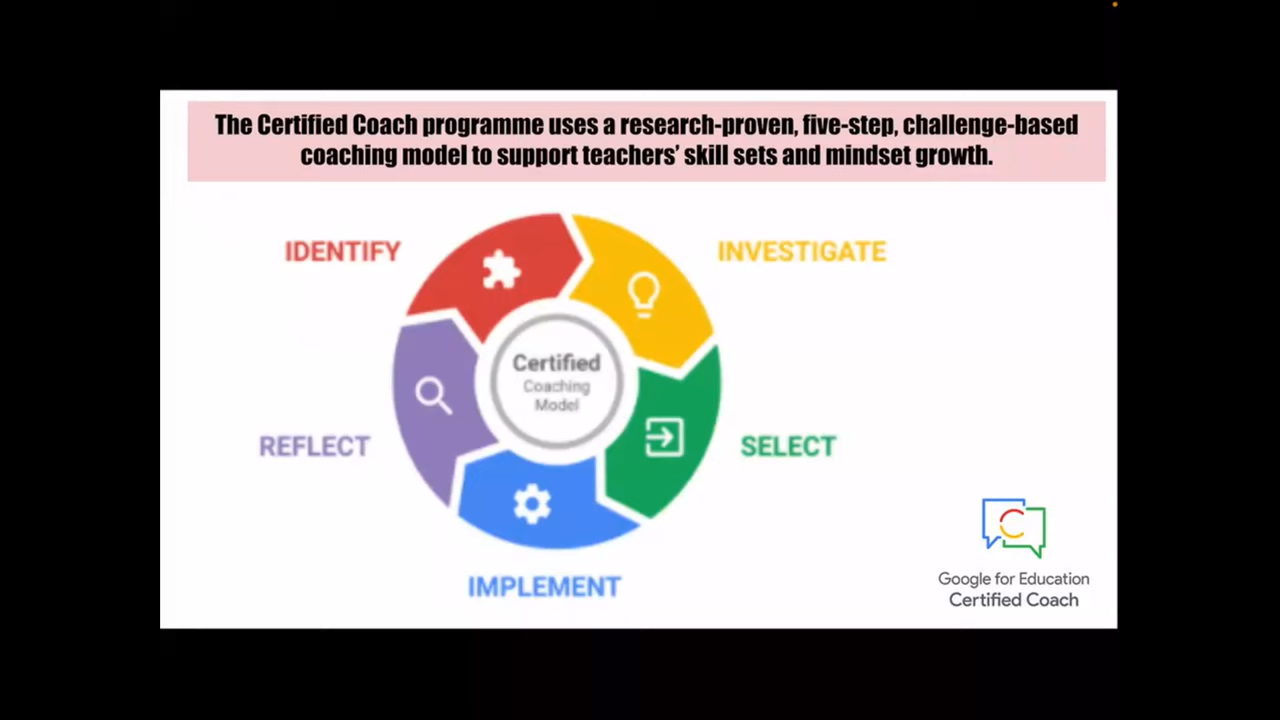 The Certified Coach programme uses a research-proven, five-step, challenge-based
coaching model to support teachers’ skill sets and mindset growth.
IDENTIFY
INVESTIGATE
Certified
Coaching
Model
REFLECT
SELECT
IMPLEMENT
Google for Education
Certified Coach